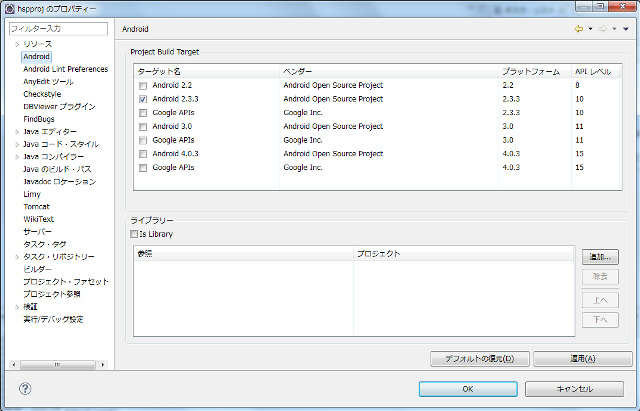 hspproj のプロパティー
フィルター入力
リソース
Android
Android Lint Preferences
AnyEdit ツール
Checkstyle
DBViewer プラグイン
FindBugs
Java エディター
Java コード・スタイル
Java コンパイラー
Java のビルド・パス
Javadoc ロケーション
Limy
Tomcat
WikiText
サーバー
タスク・タグ
タスク・リポジトリー
ビルダー
プロジェクト・ファセット
プロジェクト参照
検証
実行/デバッグ設定
Android
Project Build Target
ターゲット名 ベンダー プラットフォーム API レベル
Android 2.2 Android Open Source Project 2.2 8
Android 2.3.3 Android Open Source Project 2.3.3 10
Google APIs Google Inc. 2.3.3 10
Android 3.0 Android Open Source Project 3.0 11
Google APIs Google Inc. 3.0 11
Android 4.0.3 Android Open Source Project 4.0.3 15
Google APIs Google Inc. 4.0.3 15
ライブラリー
Is Library
参照 プロジェクト
追加...
除去
上へ
下へ
デフォルトの復元(D) 適用(A)
OK キャンセル